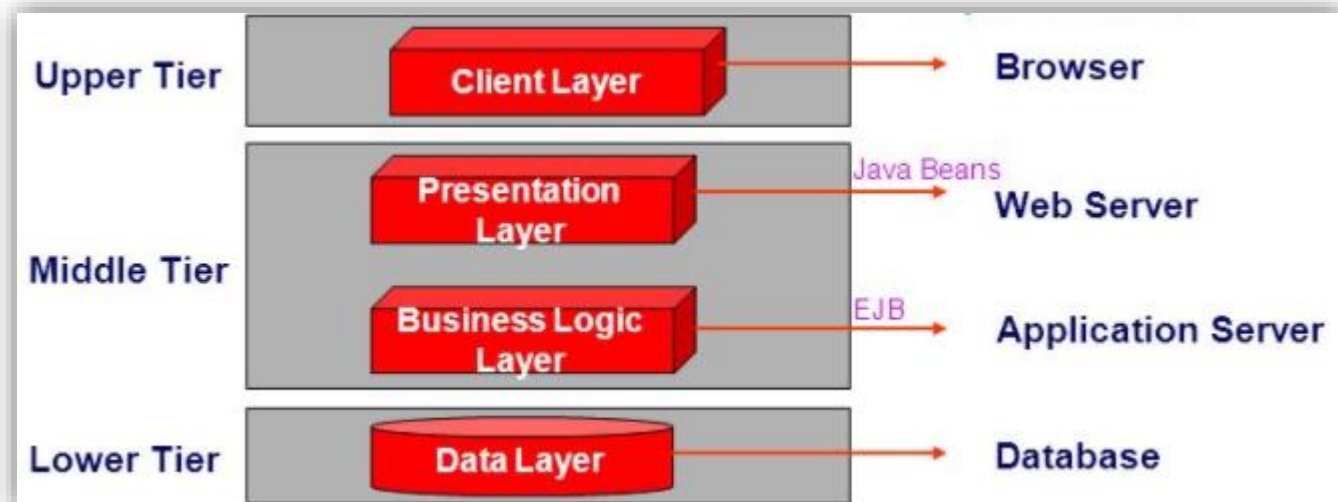 Upper Tier
Client Layer
Browser
Presentation
Layer
Java Beans
Web Server
Middle Tier
Business Logic
Layer
EJB
Application Server
Lower Tier
Data Layer
Database